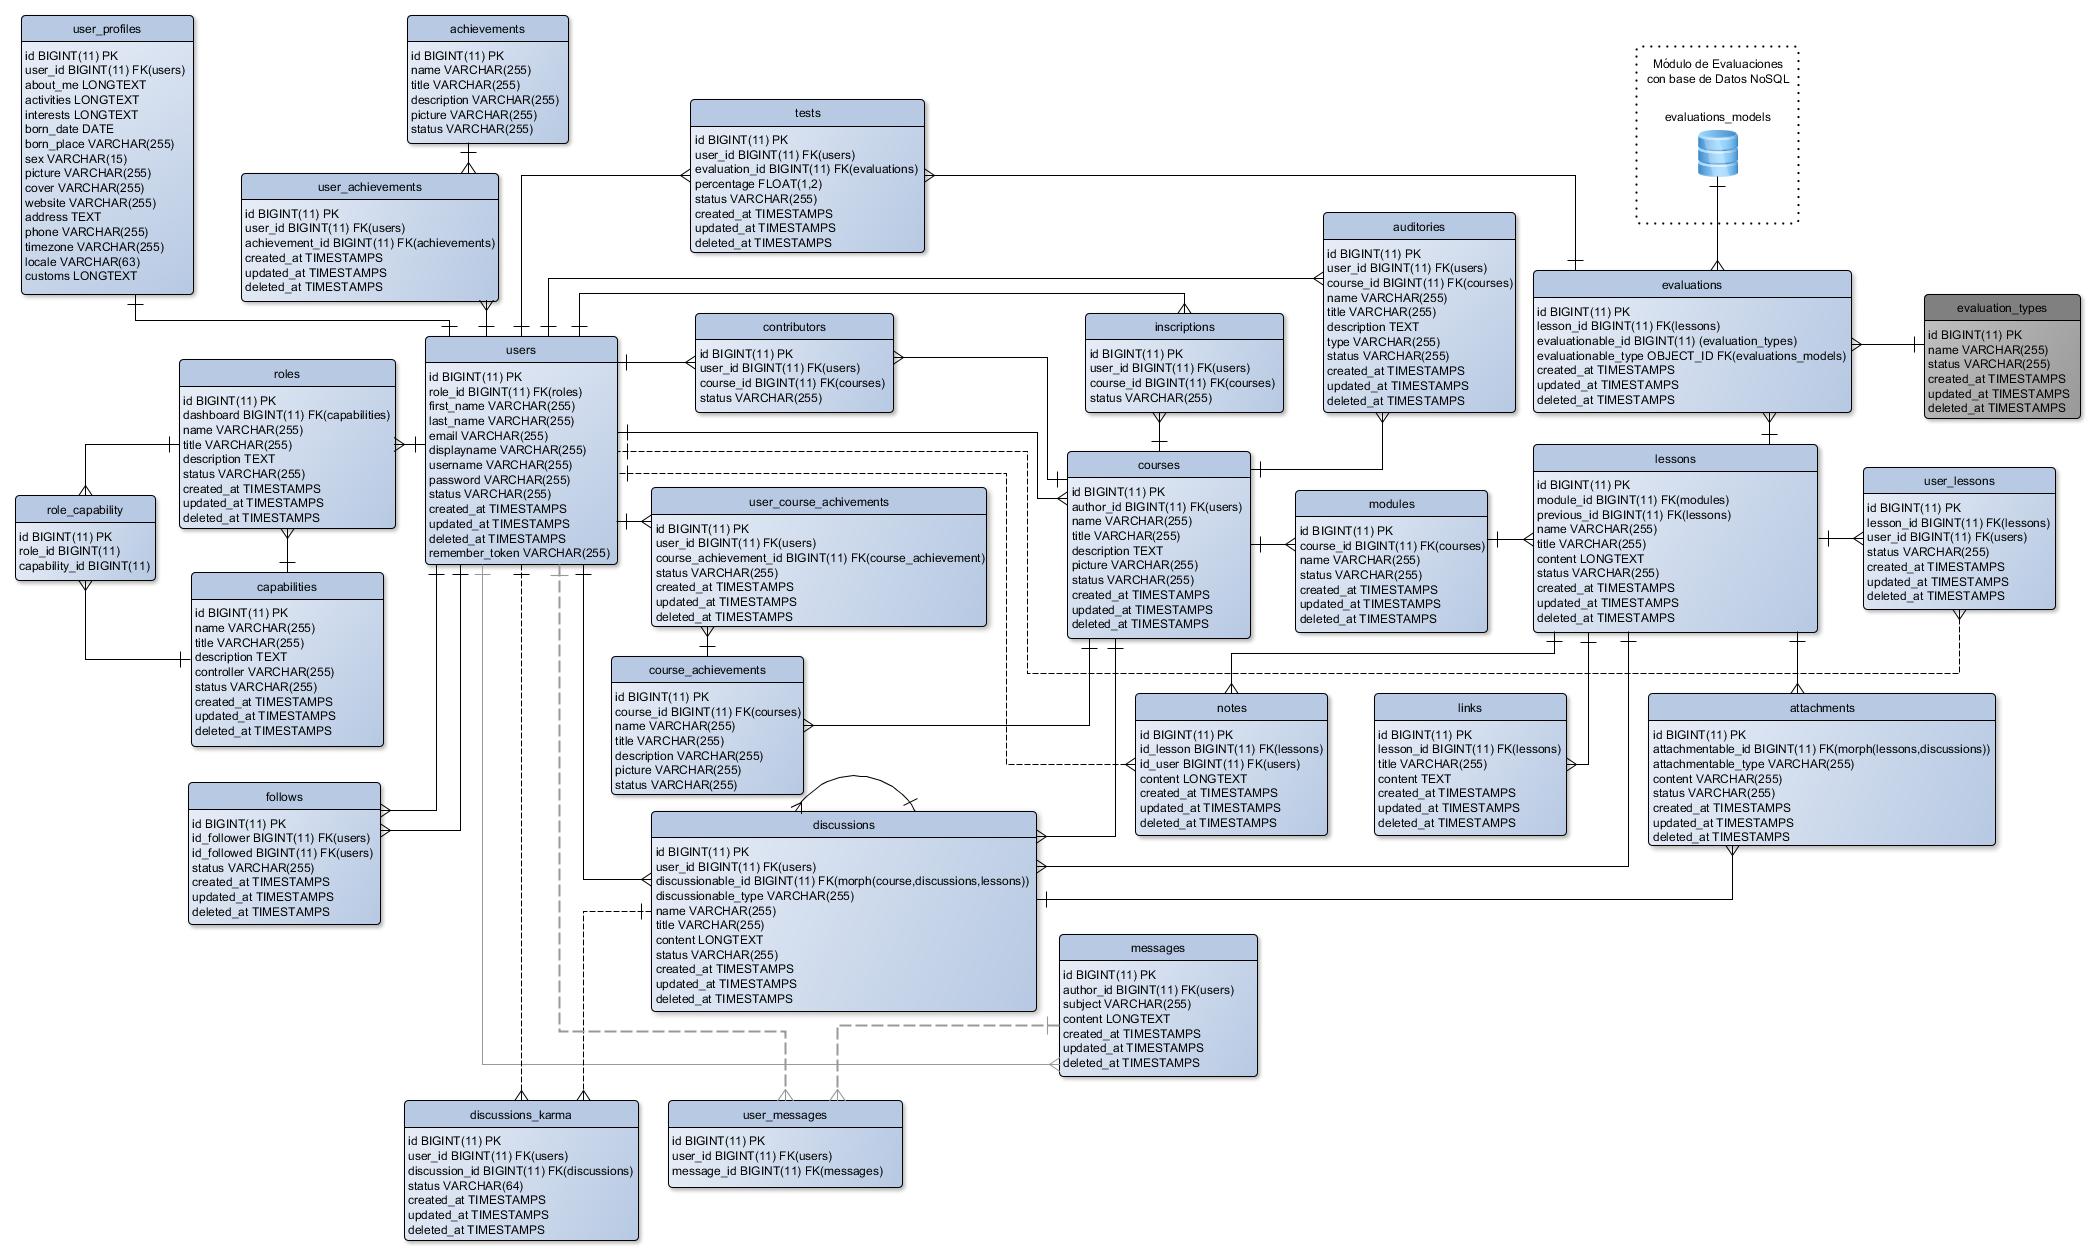 user_profiles
id BIGINT(11) PK
user_id BIGINT(11) FK(users)
about_me LONGTEXT
activities LONGTEXT
interests LONGTEXT
born_date DATE
born_place VARCHAR(255)
sex VARCHAR(15)
picture VARCHAR(255)
cover VARCHAR(255)
website VARCHAR(255)
address TEXT
phone VARCHAR(255)
timezone VARCHAR(255)
locale VARCHAR(63)
customs LONGTEXT
achievements
id BIGINT(11) PK
name VARCHAR(255)
title VARCHAR(255)
description VARCHAR(255)
picture VARCHAR(255)
status VARCHAR(255)
user_achievements
id BIGINT(11) PK
user_id BIGINT(11) FK(users)
achievement_id BIGINT(11) FK(achievements)
created_at TIMESTAMPS
updated_at TIMESTAMPS
deleted_at TIMESTAMPS
tests
id BIGINT(11) PK
user_id BIGINT(11) FK(users)
evaluation_id BIGINT(11) FK(evaluations)
percentage FLOAT(1,2)
status VARCHAR(255)
created_at TIMESTAMPS
updated_at TIMESTAMPS
deleted_at TIMESTAMPS
Módulo de Evaluaciones
con base de Datos NoSQL
evaluations_models
auditories
id BIGINT(11) PK
user_id BIGINT(11) FK(users)
course_id BIGINT(11) FK(courses)
name VARCHAR(255)
title VARCHAR(255)
description TEXT
type VARCHAR(255)
status VARCHAR(255)
created_at TIMESTAMPS
updated_at TIMESTAMPS
deleted_at TIMESTAMPS
evaluations
id BIGINT(11) PK
lesson_id BIGINT(11) FK(lessons)
evaluationable_id BIGINT(11) (evaluation_types)
evaluationable_type OBJECT_ID FK(evaluations_models)
created_at TIMESTAMPS
updated_at TIMESTAMPS
deleted_at TIMESTAMPS
evaluation_types
id BIGINT(11) PK
name VARCHAR(255)
status VARCHAR(255)
created_at TIMESTAMPS
updated_at TIMESTAMPS
deleted_at TIMESTAMPS
contributors
id BIGINT(11) PK
user_id BIGINT(11) FK(users)
course_id BIGINT(11) FK(courses)
status VARCHAR(255)
inscriptions
id BIGINT(11) PK
user_id BIGINT(11) FK(users)
course_id BIGINT(11) FK(courses)
status VARCHAR(255)
users
id BIGINT(11) PK
role_id BIGINT(11) FK(roles)
first_name VARCHAR(255)
last_name VARCHAR(255)
email VARCHAR(255)
displayname VARCHAR(255)
username VARCHAR(255)
password VARCHAR(255)
status VARCHAR(255)
created_at TIMESTAMPS
updated_at TIMESTAMPS
deleted_at TIMESTAMPS
remember_token VARCHAR(255)
roles
id BIGINT(11) PK
dashboard BIGINT(11) FK(capabilities)
name VARCHAR(255)
title VARCHAR(255)
description TEXT
status VARCHAR(255)
created_at TIMESTAMPS
updated_at TIMESTAMPS
deleted_at TIMESTAMPS
role_capability
id BIGINT(11) PK
role_id BIGINT(11)
capability_id BIGINT(11)
capabilities
id BIGINT(11) PK
name VARCHAR(255)
title VARCHAR(255)
description TEXT
controller VARCHAR(255)
status VARCHAR(255)
created_at TIMESTAMPS
updated_at TIMESTAMPS
deleted_at TIMESTAMPS
user_course_achivements
id BIGINT(11) PK
user_id BIGINT(11) FK(users)
course_achievement_id BIGINT(11) FK(course_achievement)
status VARCHAR(255)
created_at TIMESTAMPS
updated_at TIMESTAMPS
deleted_at TIMESTAMPS
courses
id BIGINT(11) PK
author_id BIGINT(11) FK(users)
name VARCHAR(255)
title VARCHAR(255)
description TEXT
picture VARCHAR(255)
status VARCHAR(255)
created_at TIMESTAMPS
updated_at TIMESTAMPS
deleted_at TIMESTAMPS
modules
id BIGINT(11) PK
course_id BIGINT(11) FK(courses)
name VARCHAR(255)
status VARCHAR(255)
created_at TIMESTAMPS
updated_at TIMESTAMPS
deleted_at TIMESTAMPS
lessons
id BIGINT(11) PK
module_id BIGINT(11) FK(modules)
previous_id BIGINT(11) FK(lessons)
name VARCHAR(255)
title VARCHAR(255)
content LONGTEXT
status VARCHAR(255)
created_at TIMESTAMPS
updated_at TIMESTAMPS
deleted_at TIMESTAMPS
user_lessons
id BIGINT(11) PK
lesson_id BIGINT(11) FK(lessons)
user_id BIGINT(11) FK(users)
status VARCHAR(255)
created_at TIMESTAMPS
updated_at TIMESTAMPS
deleted_at TIMESTAMPS
course_achievements
id BIGINT(11) PK
course_id BIGINT(11) FK(courses)
name VARCHAR(255)
title VARCHAR(255)
description VARCHAR(255)
picture VARCHAR(255)
status VARCHAR(255)
notes
id BIGINT(11) PK
id_lesson BIGINT(11) FK(lessons)
id_user BIGINT(11) FK(users)
content LONGTEXT
created_at TIMESTAMPS
updated_at TIMESTAMPS
deleted_at TIMESTAMPS
links
id BIGINT(11) PK
lesson_id BIGINT(11) FK(lessons)
title VARCHAR(255)
content TEXT
created_at TIMESTAMPS
updated_at TIMESTAMPS
deleted_at TIMESTAMPS
attachments
id BIGINT(11) PK
attachmentable_id BIGINT(11) FK(morph(lessons,discussions))
attachmentable_type VARCHAR(255)
content VARCHAR(255)
status VARCHAR(255)
created_at TIMESTAMPS
updated_at TIMESTAMPS
deleted_at TIMESTAMPS
follows
id BIGINT(11) PK
id_follower BIGINT(11) FK(users)
id_followed BIGINT(11) FK(users)
status VARCHAR(255)
created_at TIMESTAMPS
updated_at TIMESTAMPS
deleted_at TIMESTAMPS
discussions
id BIGINT(11) PK
user_id BIGINT(11) FK(users)
discussionable_id BIGINT(11) FK(morph(course,discussions,lessons))
discussionable_type VARCHAR(255)
name VARCHAR(255)
title VARCHAR(255)
content LONGTEXT
status VARCHAR(255)
created_at TIMESTAMPS
updated_at TIMESTAMPS
deleted_at TIMESTAMPS
messages
id BIGINT(11) PK
author_id BIGINT(11) FK(users)
subject VARCHAR(255)
content LONGTEXT
created_at TIMESTAMPS
updated_at TIMESTAMPS
deleted_at TIMESTAMPS
discussions_karma
id BIGINT(11) PK
user_id BIGINT(11) FK(users)
discussion_id BIGINT(11) FK(discussions)
status VARCHAR(64)
created_at TIMESTAMPS
updated_at TIMESTAMPS
deleted_at TIMESTAMPS
user_messages
id BIGINT(11) PK
user_id BIGINT(11) FK(users)
message_id BIGINT(11) FK(messages)